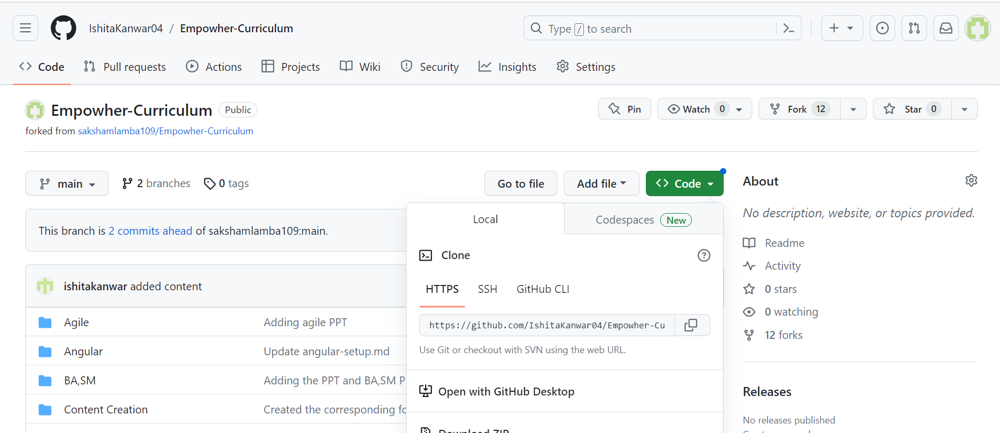 IshitaKanwar04 / Empowher-Curriculum
Type / to search
Code Pull requests Actions Projects Wiki Security Insights Settings
Empowher-Curriculum Public
Pin Watch 0 Fork 12 Star 0
forked from sakshamlamba109/Empowher-Curriculum
main 2 branches 0 tags
Go to file Add file Code
About
No description, website, or topics provided.
Local Codespaces New
This branch is 2 commits ahead of sakshamlamba109:main.
Clone
Readme
Activity
HTTPS SSH GitHub CLI
0 stars
ishitakanwar added content
0 watching
https://github.com/IshitaKanwar04/Empowher-Cu
12 forks
Use Git or checkout with SVN using the web URL.
Agile Adding agile PPT
Angular Update angular-setup.md
BA,SM Adding the PPT and BA,SM P
Open with GitHub Desktop
Releases
Content Creation Created the corresponding fo
No releases published
Download ZIP